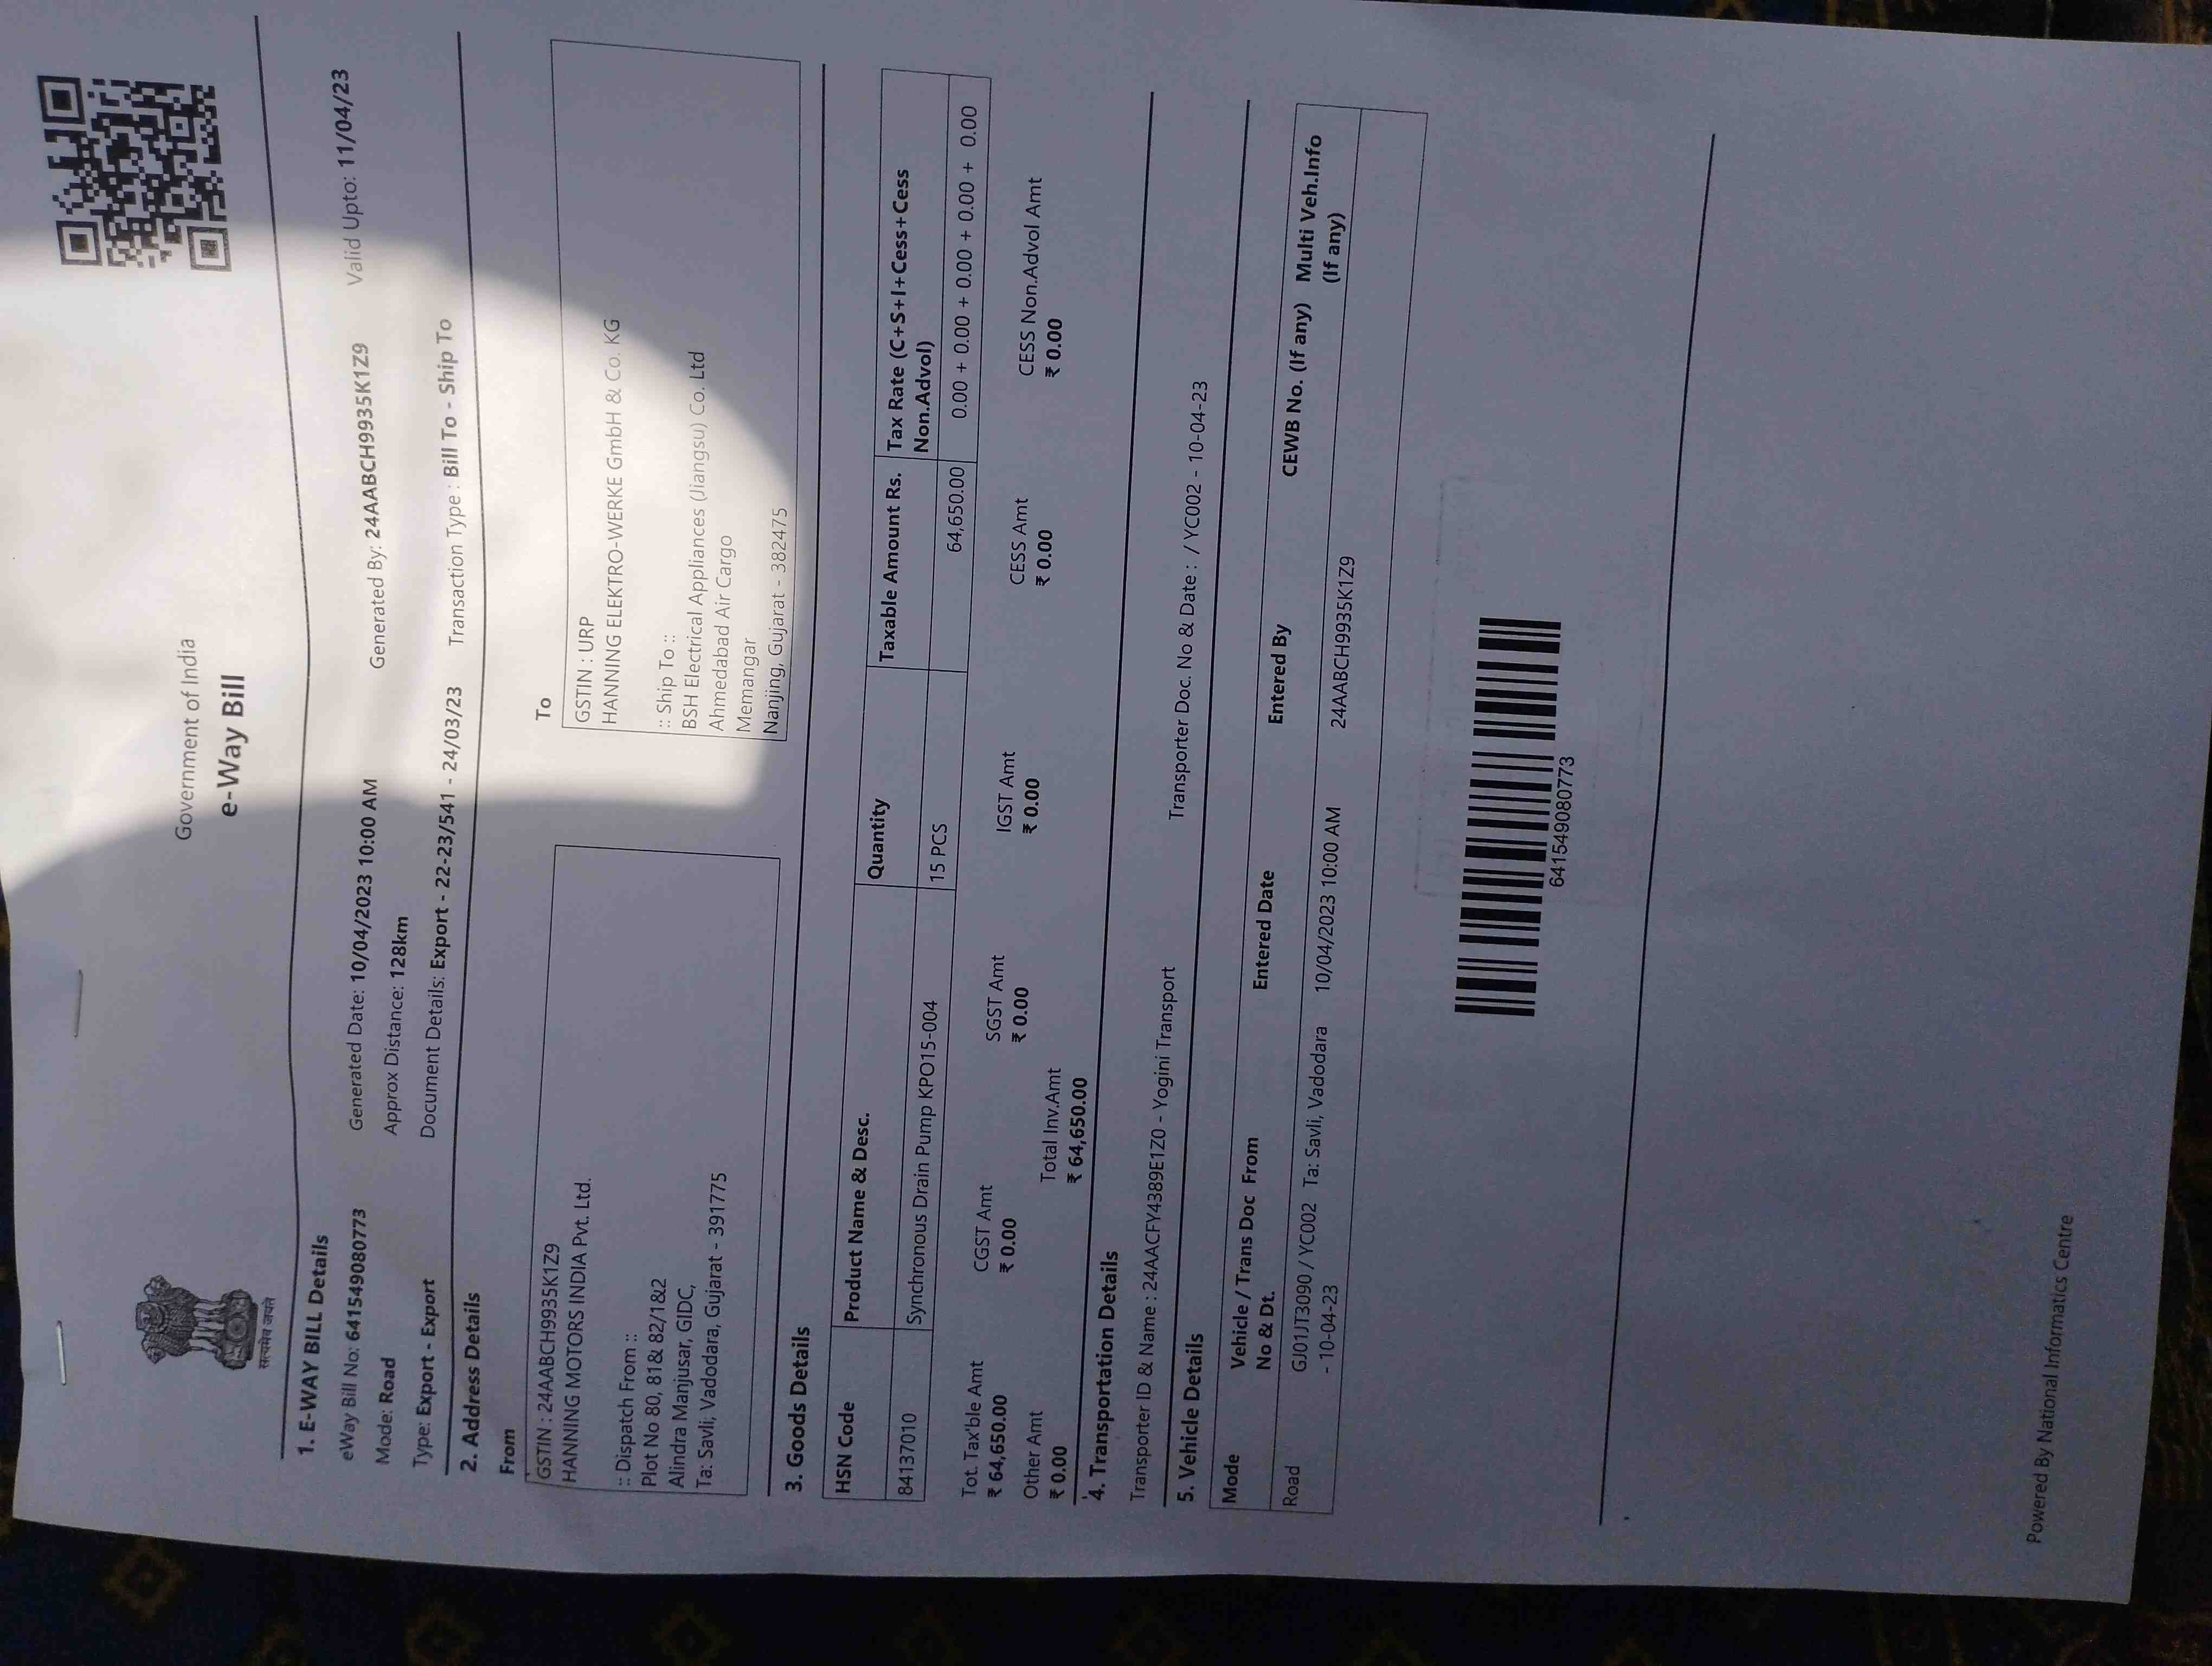 सत्यमेव जयते
Government of India
e-Way Bill
1. E-WAY BILL Details
eWay Bill No: 641549080773 Generated Date: 10/04/2023 10:00 AM Generated By: 24AABCH9935K1Z9 Valid Upto: 11/04/23
Mode: Road Approx Distance: 128km
Type: Export - Export Document Details: Export - 22-23/541 - 24/03/23 Transaction Type : Bill To - Ship To
2. Address Details
From
GSTIN : 24AABCH9935K1Z9
HANNING MOTORS INDIA Pvt. Ltd.
:: Dispatch From ::
Plot No 80, 81& 82/1&2
Alindra Manjusar, GIDC,
Ta: Savli, Vadodara, Gujarat - 391775
To
GSTIN : URP
HANNING ELEKTRO-WERKE GmbH & Co. KG
:: Ship To ::
BSH Electrical Appliances (Jiangsu) Co. Ltd
Ahmedabad Air Cargo
Memangar
Nanjing, Gujarat - 382475
3. Goods Details
HSN Code Product Name & Desc. Quantity Taxable Amount Rs. Tax Rate (C+S+I+Cess+Cess
Non.Advol)
84137010 Synchronous Drain Pump KPO15-004 15 PCS 64,650.00 0.00 + 0.00 + 0.00 + 0.00 + 0.00
Tot. Tax'ble Amt CGST Amt SGST Amt IGST Amt CESS Amt CESS Non.Advol Amt
₹ 64,650.00 ₹ 0.00 ₹ 0.00 ₹ 0.00 ₹ 0.00 ₹ 0.00
Other Amt Total Inv.Amt
₹ 0.00 ₹ 64,650.00
4. Transportation Details
Transporter ID & Name : 24AACFY4389E1Z0 - Yogini Transport Transporter Doc. No & Date : / YC002 - 10-04-23
5. Vehicle Details
Mode Vehicle / Trans Doc From Entered Date Entered By CEWB No. (If any) Multi Veh.Info
No & Dt. (If any)
Road GJ01JT3090 / YC002 Ta: Savli, Vadodara 10/04/2023 10:00 AM 24AABCH9935K1Z9
- 10-04-23
641549080773
Powered By National Informatics Centre